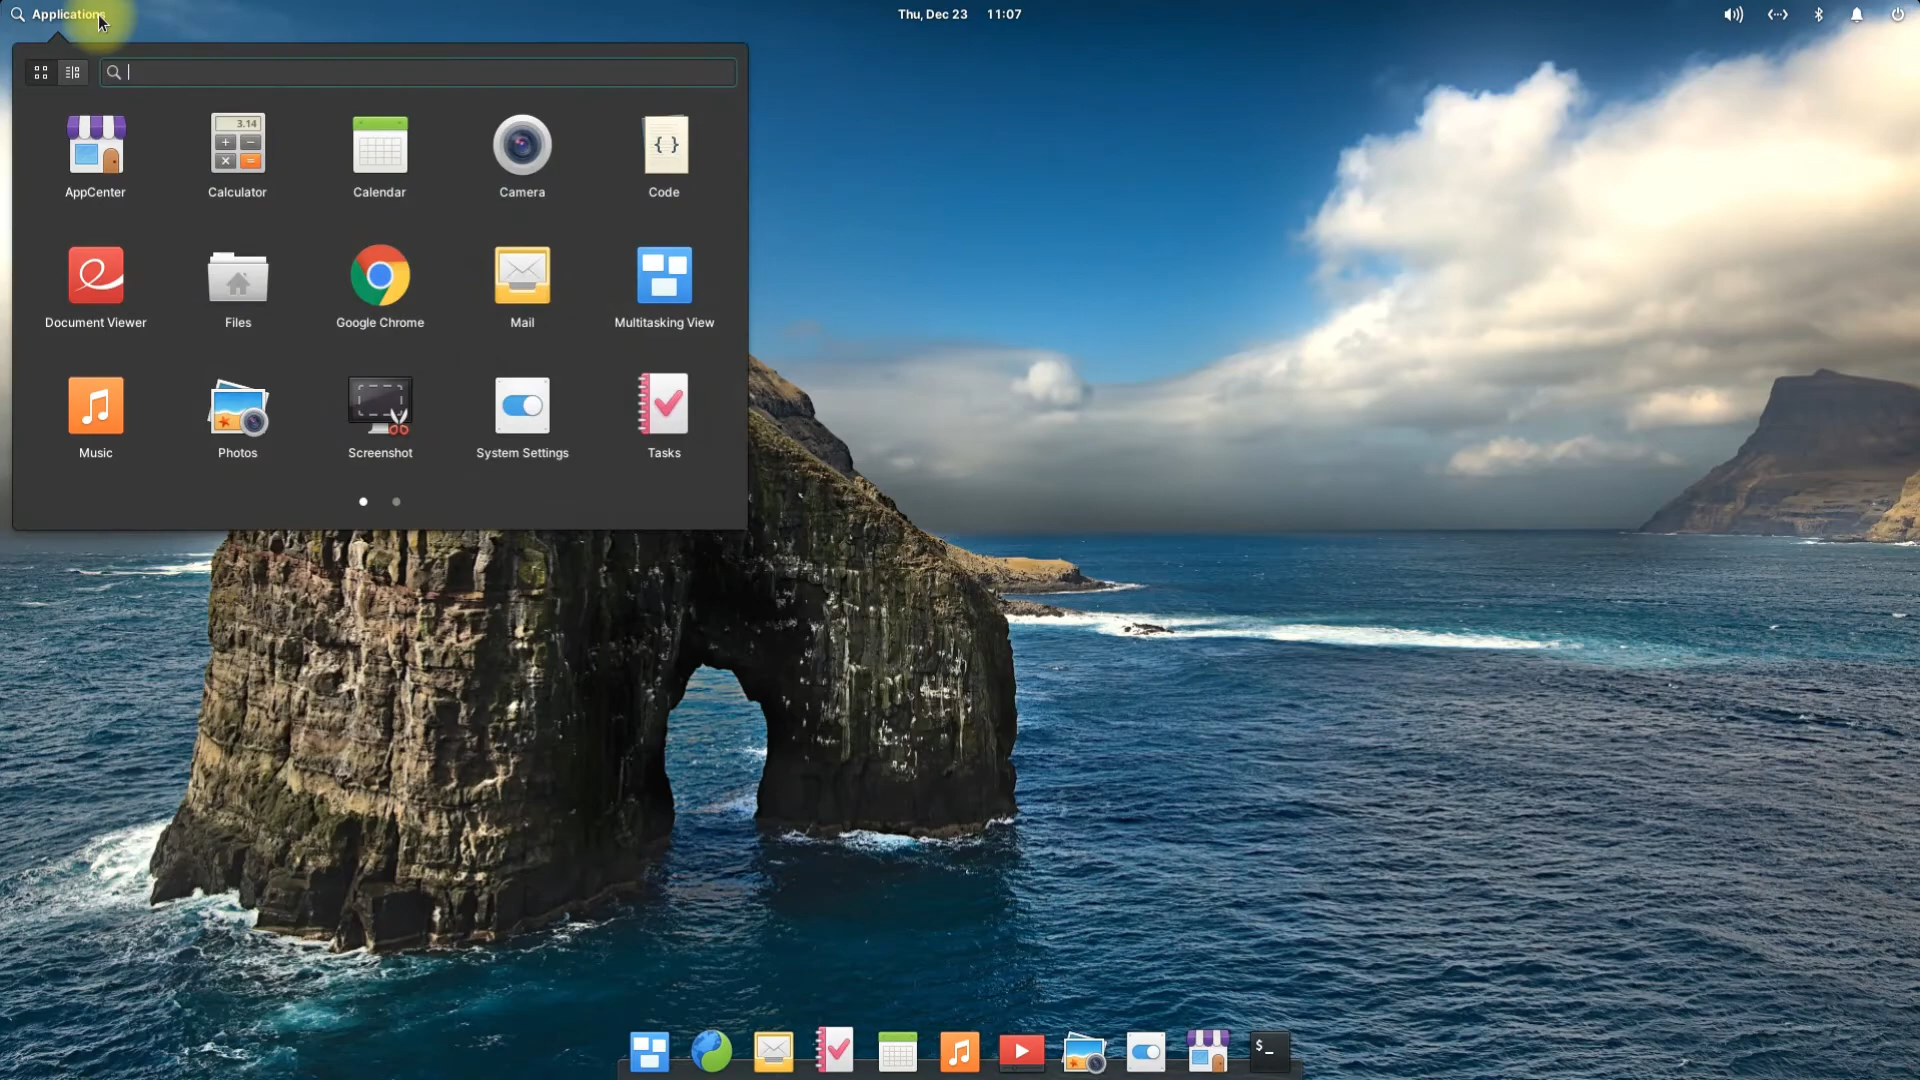 Applications
Thu, Dec 23 11:07
3.14
AppCenter
Calculator
Calendar
Camera
{ }
Code
Document Viewer
Files
Google Chrome
Mail
Multitasking View
Music
Photos
Screenshot
System Settings
Tasks
$_